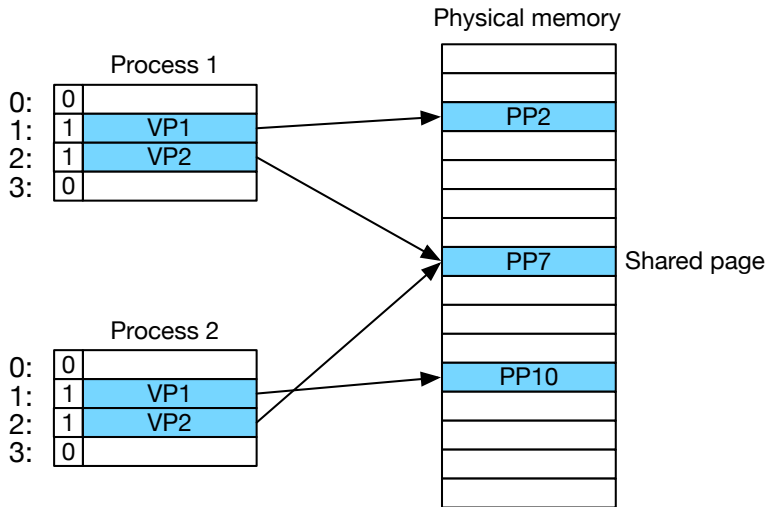 Physical memory
Process 1
0: 0
1: 1 VP1
2: 1 VP2
3: 0
PP2
PP7 Shared page
Process 2
0: 0
1: 1 VP1
2: 1 VP2
3: 0
PP10